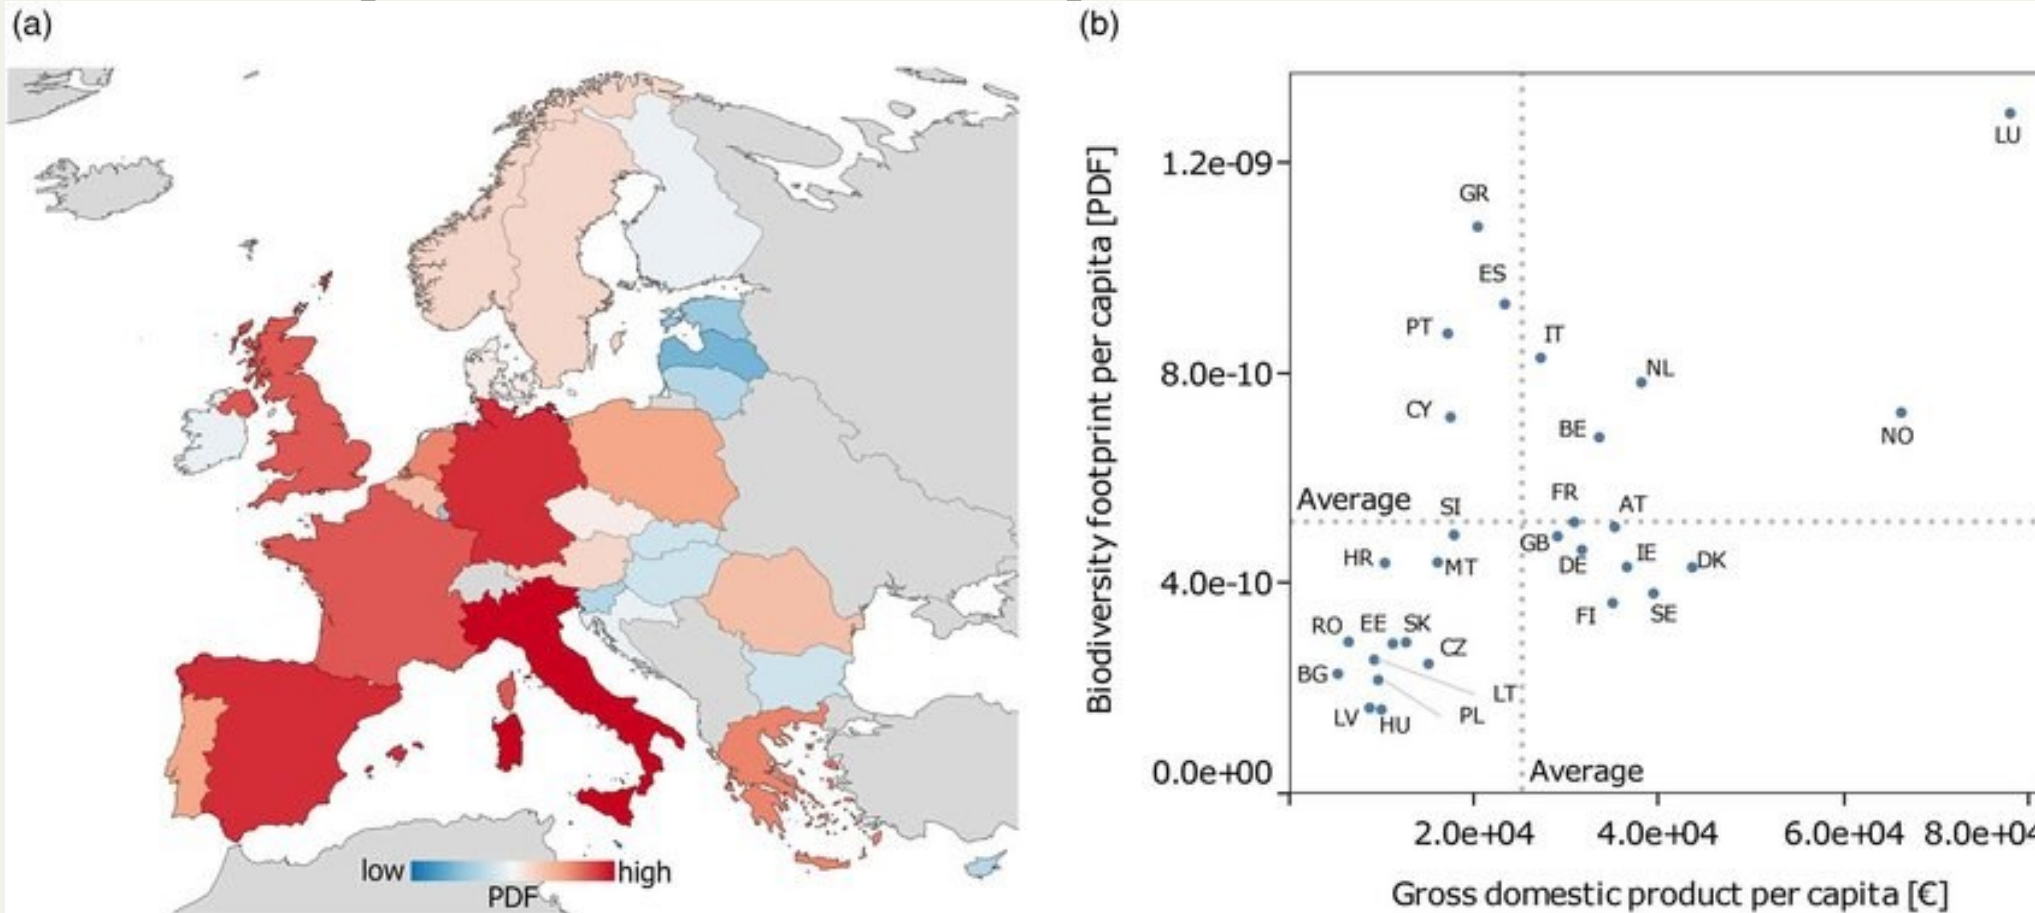 (a)
low high
PDF
(b)
Biodiversity footprint per capita [PDF]
1.2e-09
8.0e-10
4.0e-10
0.0e+00
LU
GR
ES
PT
IT
NL
CY
BE
NO
Average
FR
SI
AT
GB
HR
MT
DE
IE
DK
FI
SE
RO
EE
SK
CZ
BG
LT
LV
HU
PL
Average
2.0e+04
4.0e+04
6.0e+04
Gross domestic product per capita [€]